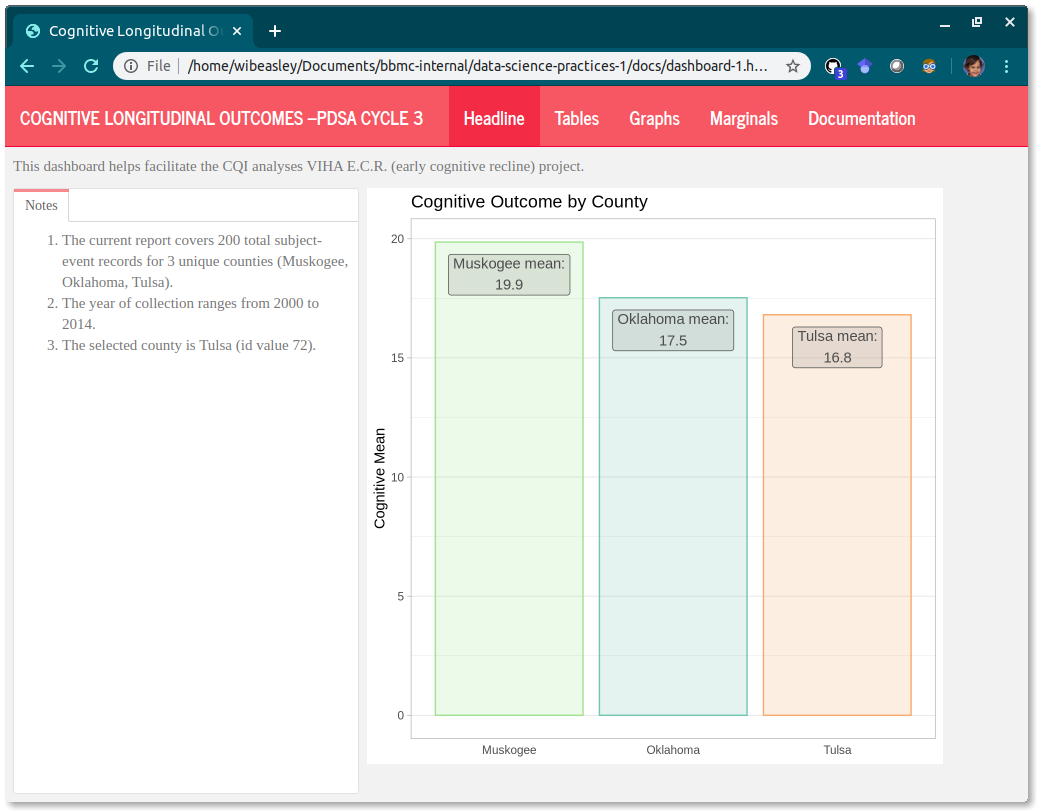 Cognitive Longitudinal O
File
/home/wibeasley/Documents/bbmc-internal/data-science-practices-1/docs/dashboard-1.h...
3
COGNITIVE LONGITUDINAL OUTCOMES –PDSA CYCLE 3
Headline
Tables
Graphs
Marginals
Documentation
This dashboard helps facilitate the CQI analyses VIHA E.C.R. (early cognitive recline) project.
Notes
1. The current report covers 200 total subject-
event records for 3 unique counties (Muskogee,
Oklahoma, Tulsa).
2. The year of collection ranges from 2000 to
2014.
3. The selected county is Tulsa (id value 72).
Cognitive Outcome by County
Cognitive Mean
20
15
10
5
0
Muskogee mean:
19.9
Oklahoma mean:
17.5
Tulsa mean:
16.8
Muskogee
Oklahoma
Tulsa